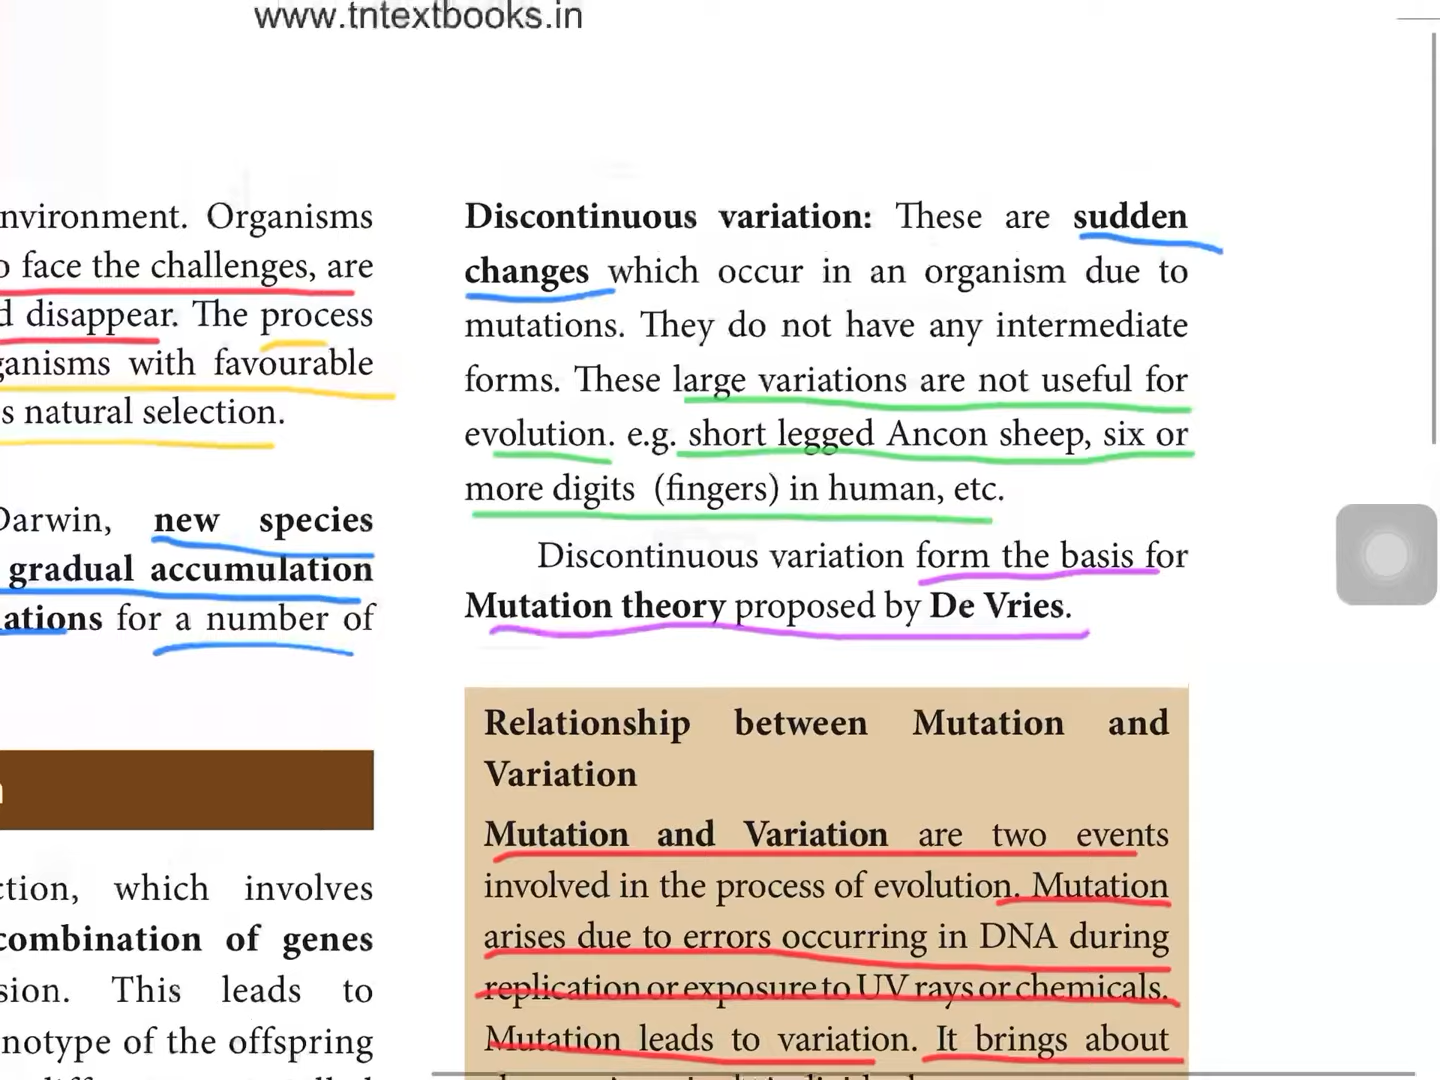 www.tntextbooks.in
nvironment. Organisms
o face the challenges, are
d disappear. The process
ganisms with favourable
s natural selection.
Darwin, new species
gradual accumulation
ations for a number of
n
ction, which involves
combination of genes
sion. This leads to
notype of the offspring
Discontinuous variation: These are sudden
changes which occur in an organism due to
mutations. They do not have any intermediate
forms. These large variations are not useful for
evolution. e.g. short legged Ancon sheep, six or
more digits (fingers) in human, etc.
Discontinuous variation form the basis for
Mutation theory proposed by De Vries.
Relationship between Mutation and
Variation
Mutation and Variation are two events
involved in the process of evolution. Mutation
arises due to errors occurring in DNA during
replication or exposure to UV rays or chemicals.
Mutation leads to variation. It brings about